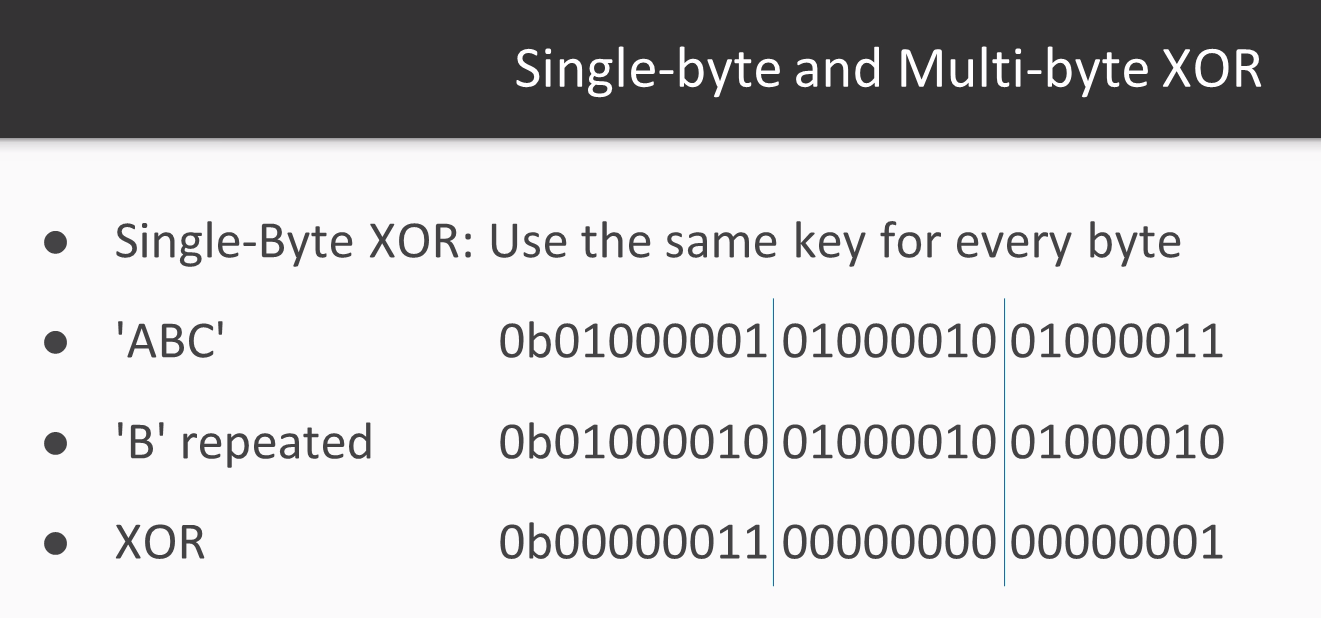 Single-byte and Multi-byte XOR
● Single-Byte XOR: Use the same key for every byte
● 'ABC' 0b01000001 01000010 01000011
● 'B' repeated 0b01000010 01000010 01000010
● XOR 0b00000011 00000000 00000001